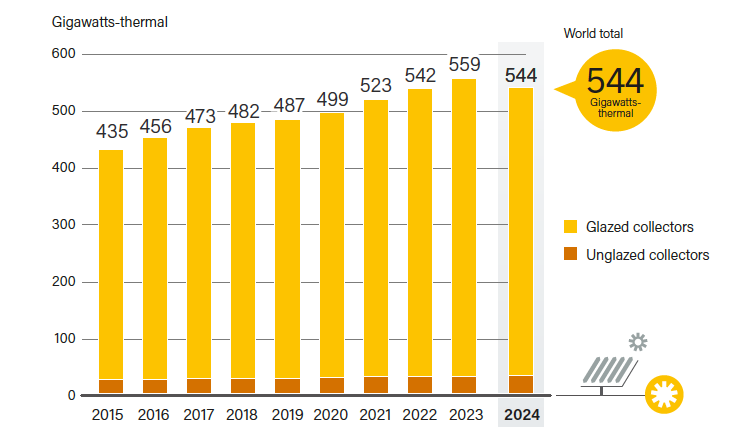 Gigawatts-thermal
World total
600
559
542
544
544
523
499
487
482
473
456
435
Gigawatts-
thermal
500
400
300
Glazed collectors
Unglazed collectors
200
100
0
2015 2016 2017 2018 2019 2020 2021 2022 2023 2024